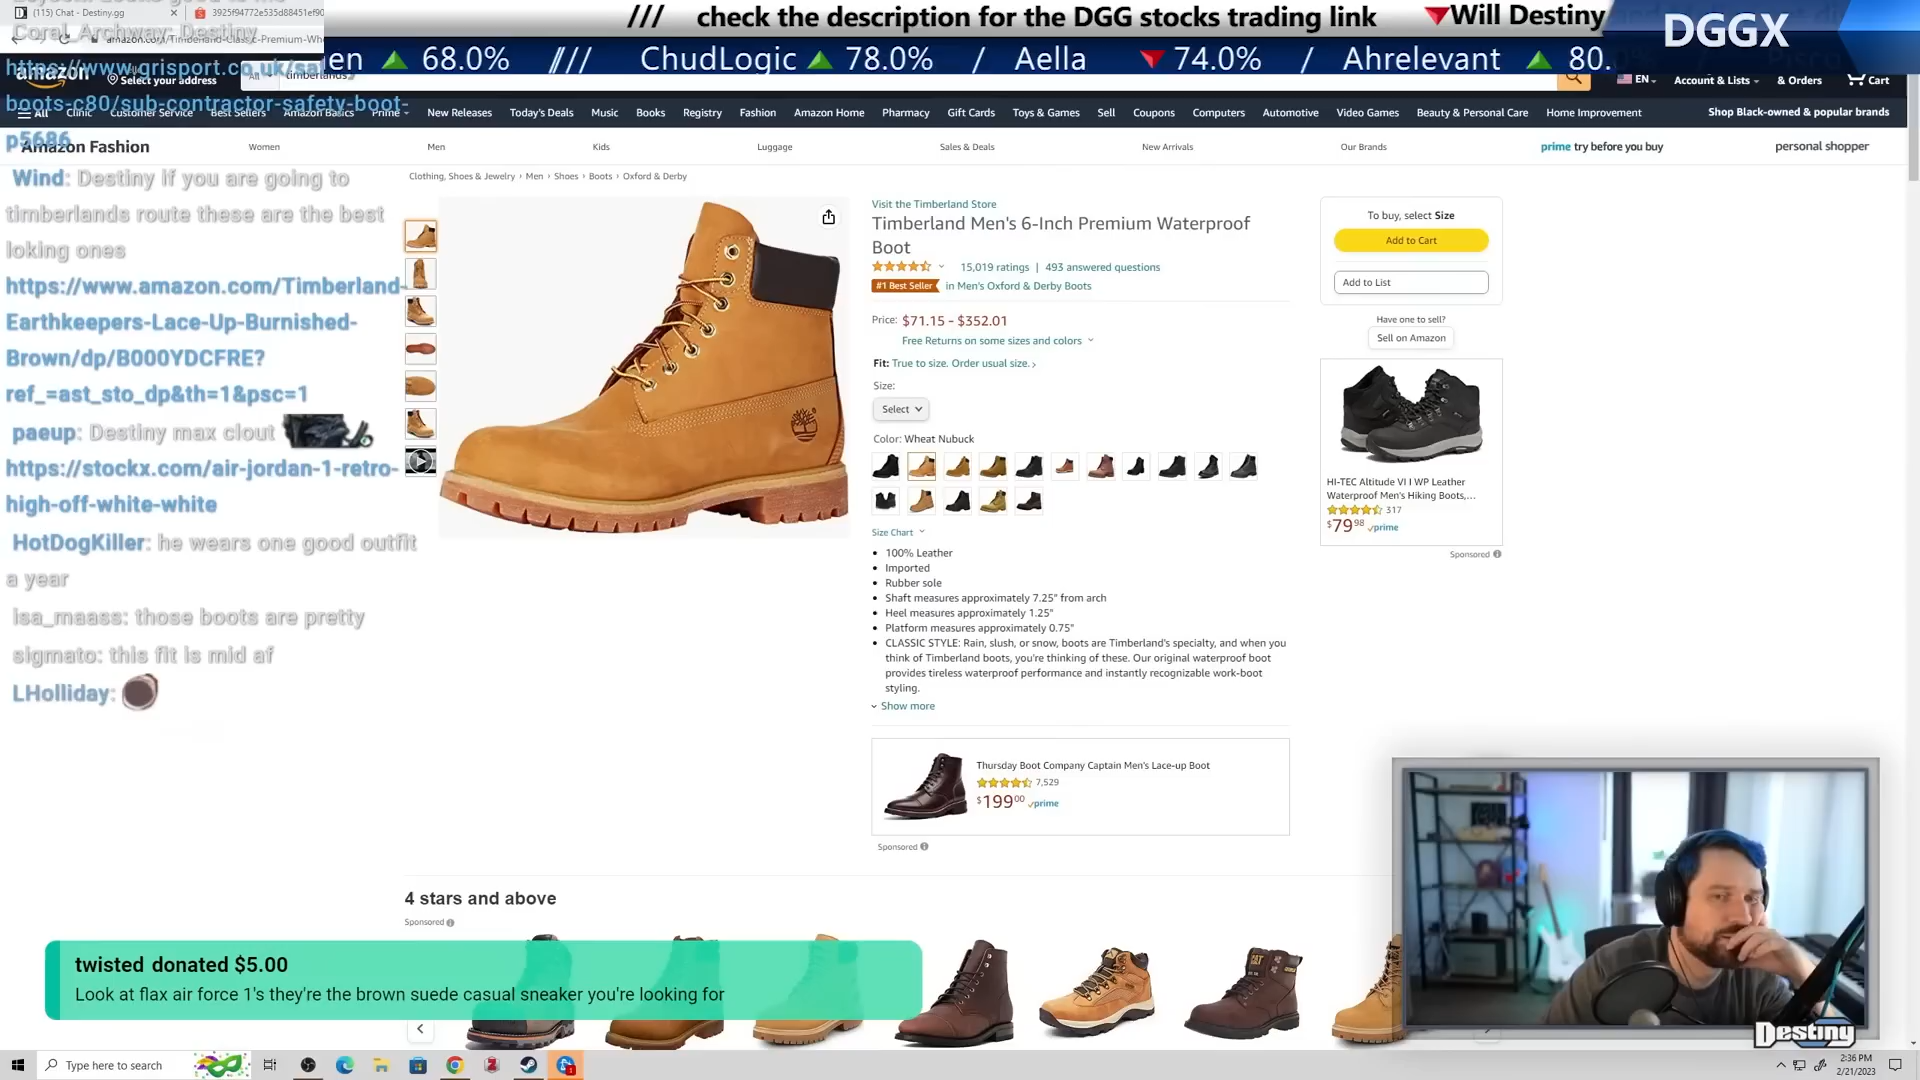 (115) Chat - Destiny.gg
3925f94772e535d88451ef90
/// check the description for the DGG stocks trading link
Will Destiny
DGGX
68.0% /// ChudLogic 78.0% / Aella 74.0% / Ahrelevant 80.
Coral_Archway: Destiny
https://www.grisport.co.uk/
boots-c80/sub-contractor-safety-boot-
p5686
Wind: Destiny if you are going to
timberlands route these are the best
loking ones
https://www.amazon.com/Timberland-
Earthkeepers-Lace-Up-Burnished-
Brown/dp/B000YDCFRE?
ref_=ast_sto_dp&th=1&psc=1
paeup: Destiny max clout
https://stockx.com/air-jordan-1-retro-
high-off-white-white
HotDogKiller: he wears one good outfit
a year
lsa_maass: those boots are pretty
sigmato: this fit is mid af
LHolliday:
amazon
Select your address
All
timberlands
EN
Account & Lists
& Orders
Cart
All
Clinic
Customer Service
Best Sellers
Amazon Basics
Prime
New Releases
Today's Deals
Music
Books
Registry
Fashion
Amazon Home
Pharmacy
Gift Cards
Toys & Games
Sell
Coupons
Computers
Automotive
Video Games
Beauty & Personal Care
Home Improvement
Shop Black-owned & popular brands
Amazon Fashion
Women
Men
Kids
Luggage
Sales & Deals
New Arrivals
Our Brands
prime try before you buy
personal shopper
Clothing, Shoes & Jewelry › Men › Shoes › Boots › Oxford & Derby
Visit the Timberland Store
Timberland Men's 6-Inch Premium Waterproof
Boot
15,019 ratings | 493 answered questions
#1 Best Seller in Men's Oxford & Derby Boots
Price: $71.15 - $352.01
Free Returns on some sizes and colors
Fit: True to size. Order usual size. ›
Size:
Select
Color: Wheat Nubuck
Size Chart
• 100% Leather
• Imported
• Rubber sole
• Shaft measures approximately 7.25" from arch
• Heel measures approximately 1.25"
• Platform measures approximately 0.75"
• CLASSIC STYLE: Rain, slush, or snow, boots are Timberland's specialty, and when you
think of Timberland boots, you're thinking of these. Our original waterproof boot
provides tireless waterproof performance and instantly recognizable work-boot
styling.
Show more
Thursday Boot Company Captain Men's Lace-up Boot
7,529
$199.00 prime
Sponsored
To buy, select Size
Add to Cart
Add to List
Have one to sell?
Sell on Amazon
HI-TEC Altitude VI I WP Leather
Waterproof Men's Hiking Boots,...
317
$79.98 prime
Sponsored
4 stars and above
Sponsored
twisted donated $5.00
Look at flax air force 1's they're the brown suede casual sneaker you're looking for
CAT
Destiny
Type here to search
2:36 PM
2/21/2023